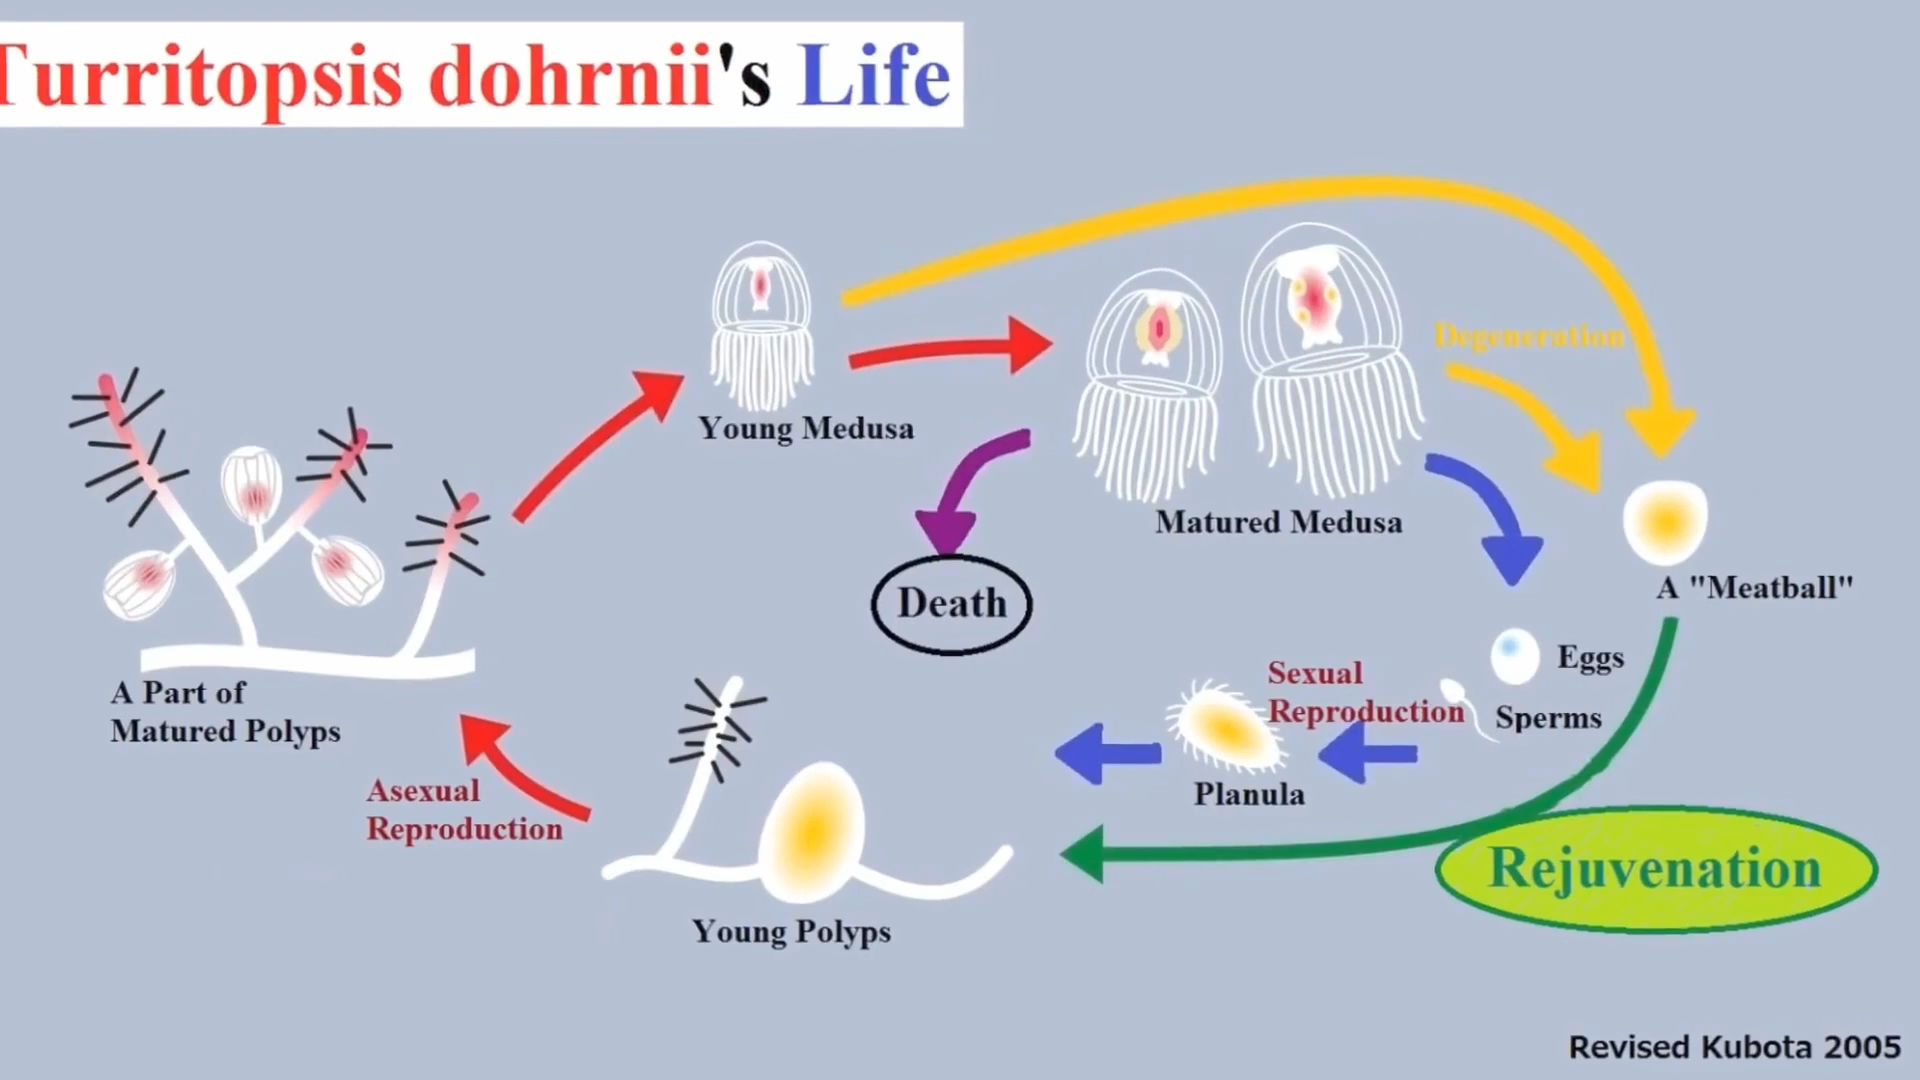 Turritopsis dohrnii's Life
Degeneration
Young Medusa
Matured Medusa
A "Meatball"
Death
Eggs
Sexual
Reproduction
Sperms
A Part of
Matured Polyps
Planula
Asexual
Reproduction
Rejuvenation
Young Polyps
Revised Kubota 2005